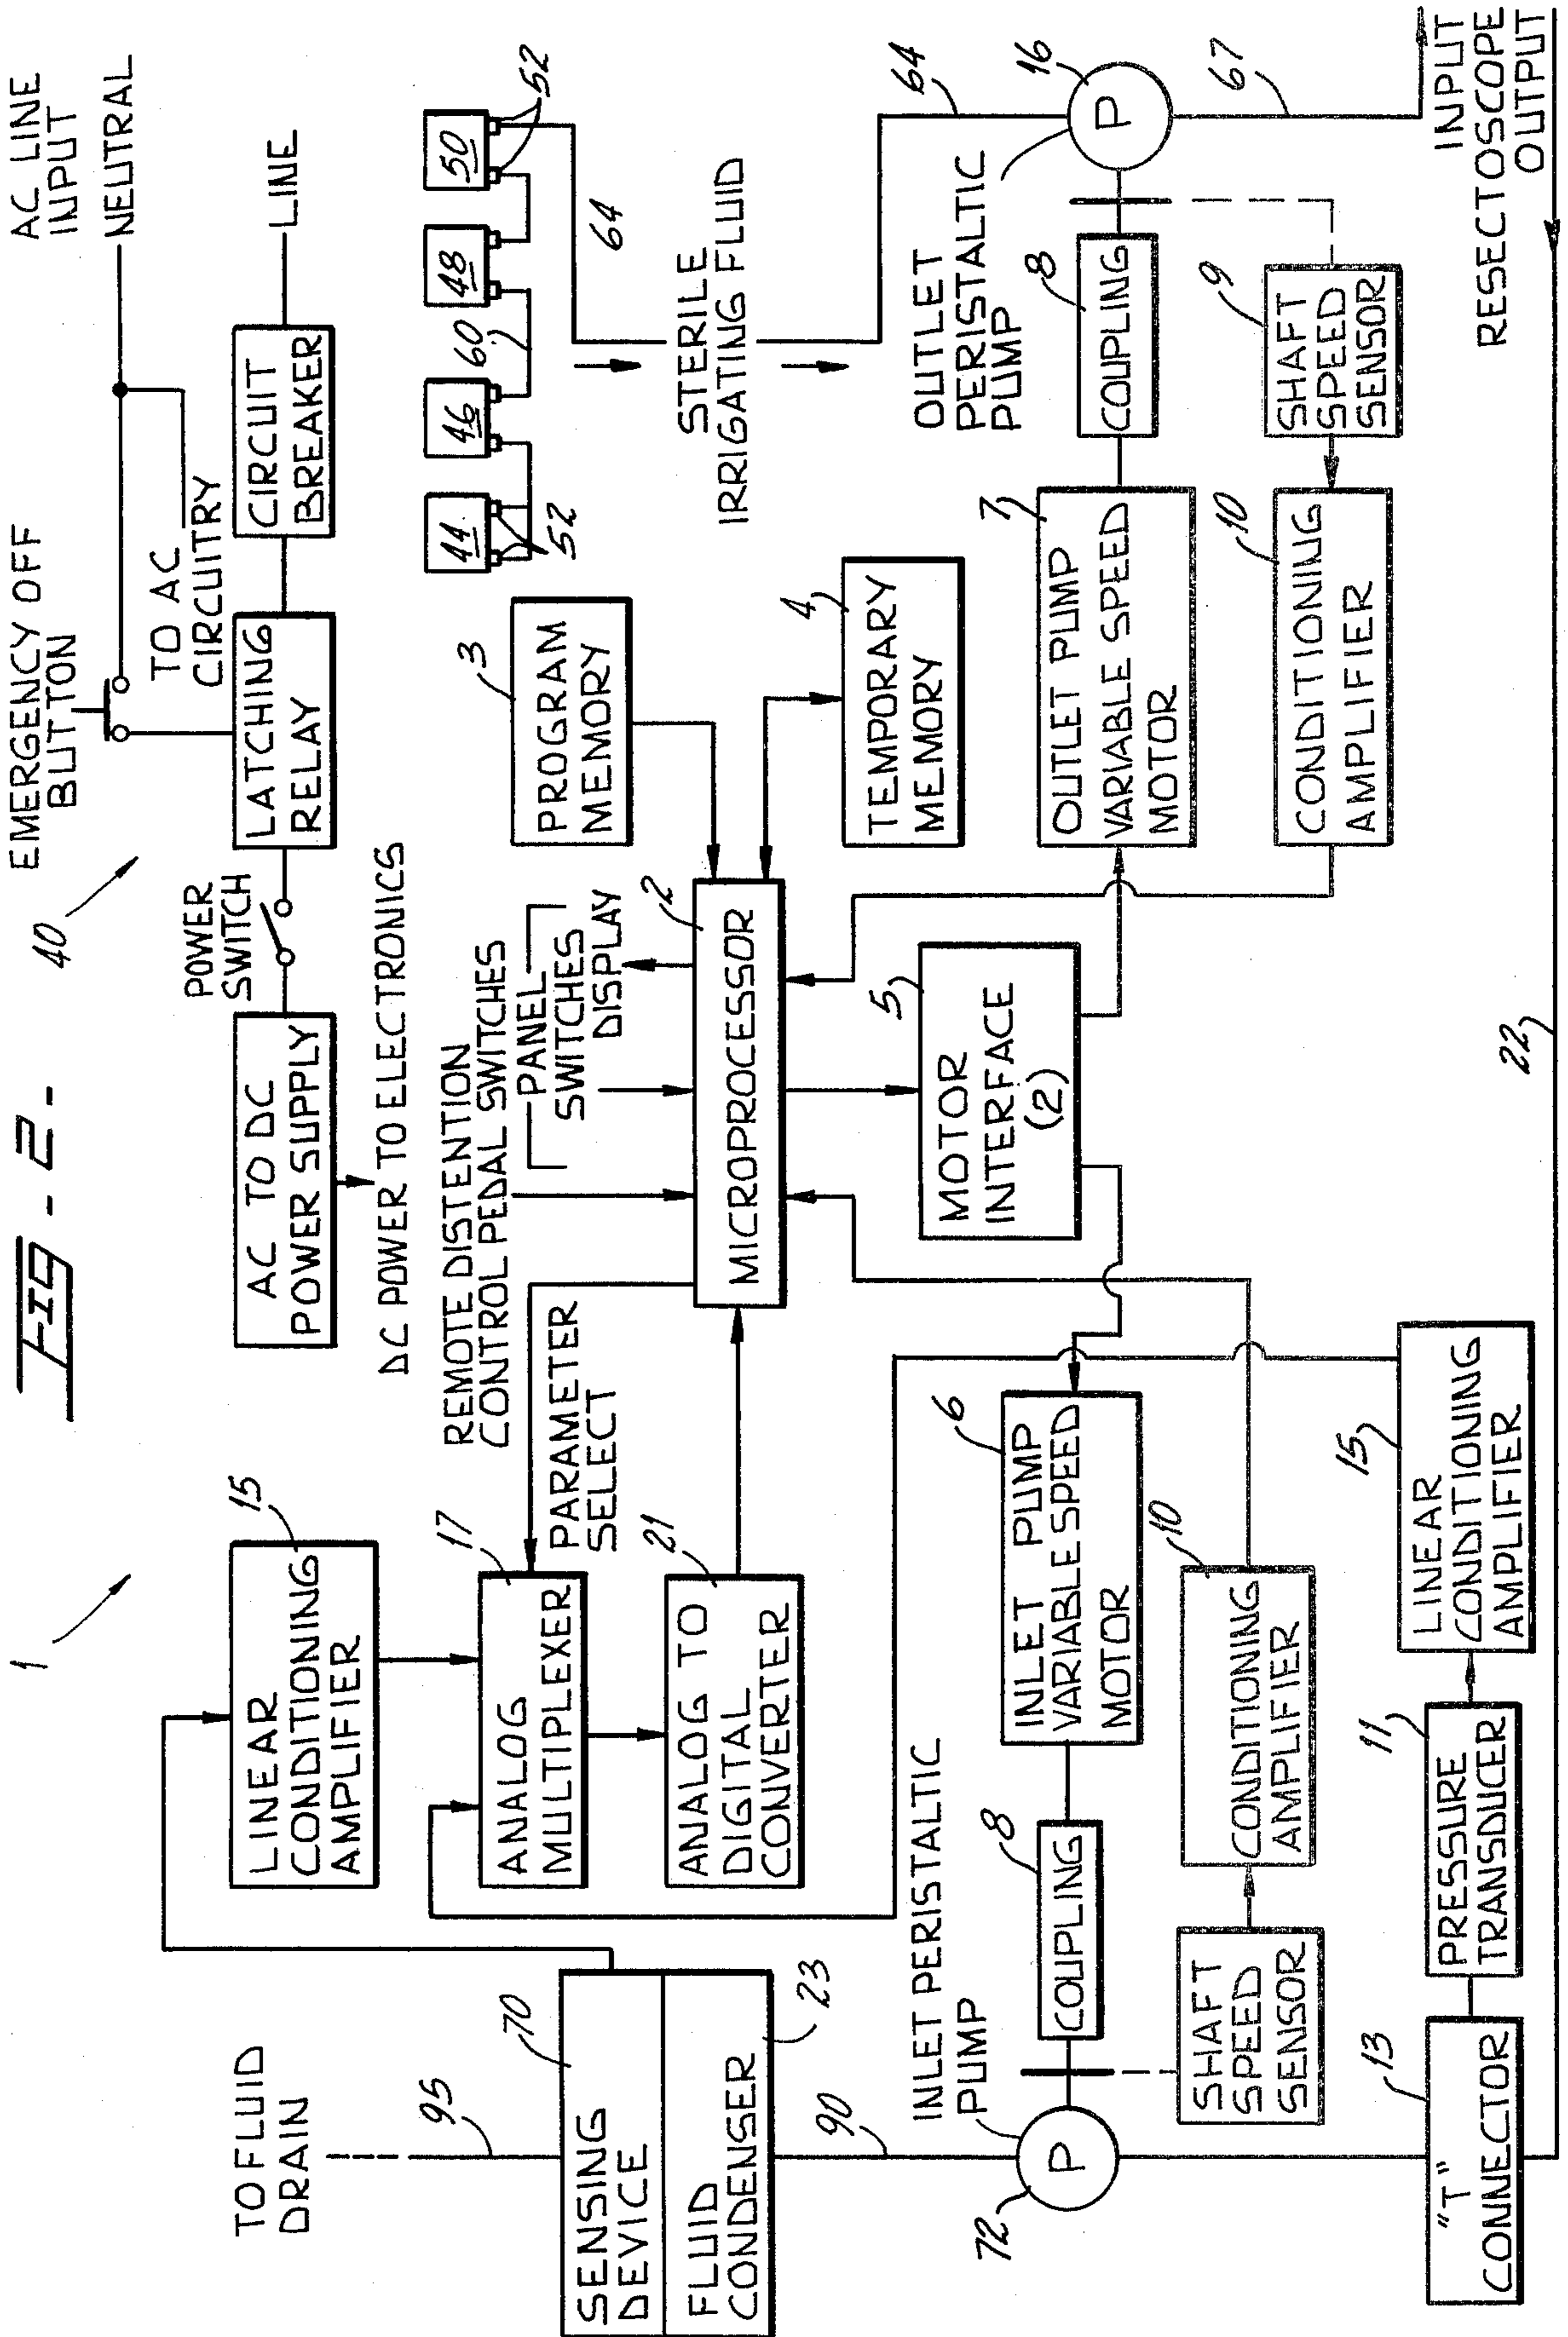 FIG-2-
1
40
TO FLUID
DRAIN
95
SENSING
DEVICE
70
FLUID
CONDENSER
23
90
LINEAR
CONDITIONING
AMPLIFIER
15
ANALOG
MULTIPLEXER
17
ANALOG TO
DIGITAL
CONVERTER
21
PARAMETER
SELECT
AC TO DC
POWER SUPPLY
DC POWER TO ELECTRONICS
POWER
SWITCH
EMERGENCY OFF
BUTTON
LATCHING
RELAY
TO AC
CIRCUITRY
CIRCUIT
BREAKER
AC LINE
INPUT
NEUTRAL
LINE
REMOTE DISTENTION
CONTROL PEDAL SWITCHES
PANEL
SWITCHES
DISPLAY
MICROPROCESSOR
2
PROGRAM
MEMORY
3
TEMPORARY
MEMORY
4
44
46
48
50
52
52
60
64
STERILE
IRRIGATING FLUID
64
MOTOR
INTERFACE
(2)
5
INLET PERISTALTIC
PUMP
P
72
COUPLING
8
INLET PUMP
VARIABLE SPEED
MOTOR
6
SHAFT
SPEED
SENSOR
CONDITIONING
AMPLIFIER
10
"T"
CONNECTOR
13
PRESSURE
TRANSDUCER
11
LINEAR
CONDITIONING
AMPLIFIER
15
OUTLET PUMP
VARIABLE SPEED
MOTOR
7
COUPLING
8
OUTLET
PERISTALTIC
PUMP
P
16
SHAFT
SPEED
SENSOR
9
CONDITIONING
AMPLIFIER
10
67
INPUT
RESECTOSCOPE
OUTPUT
22